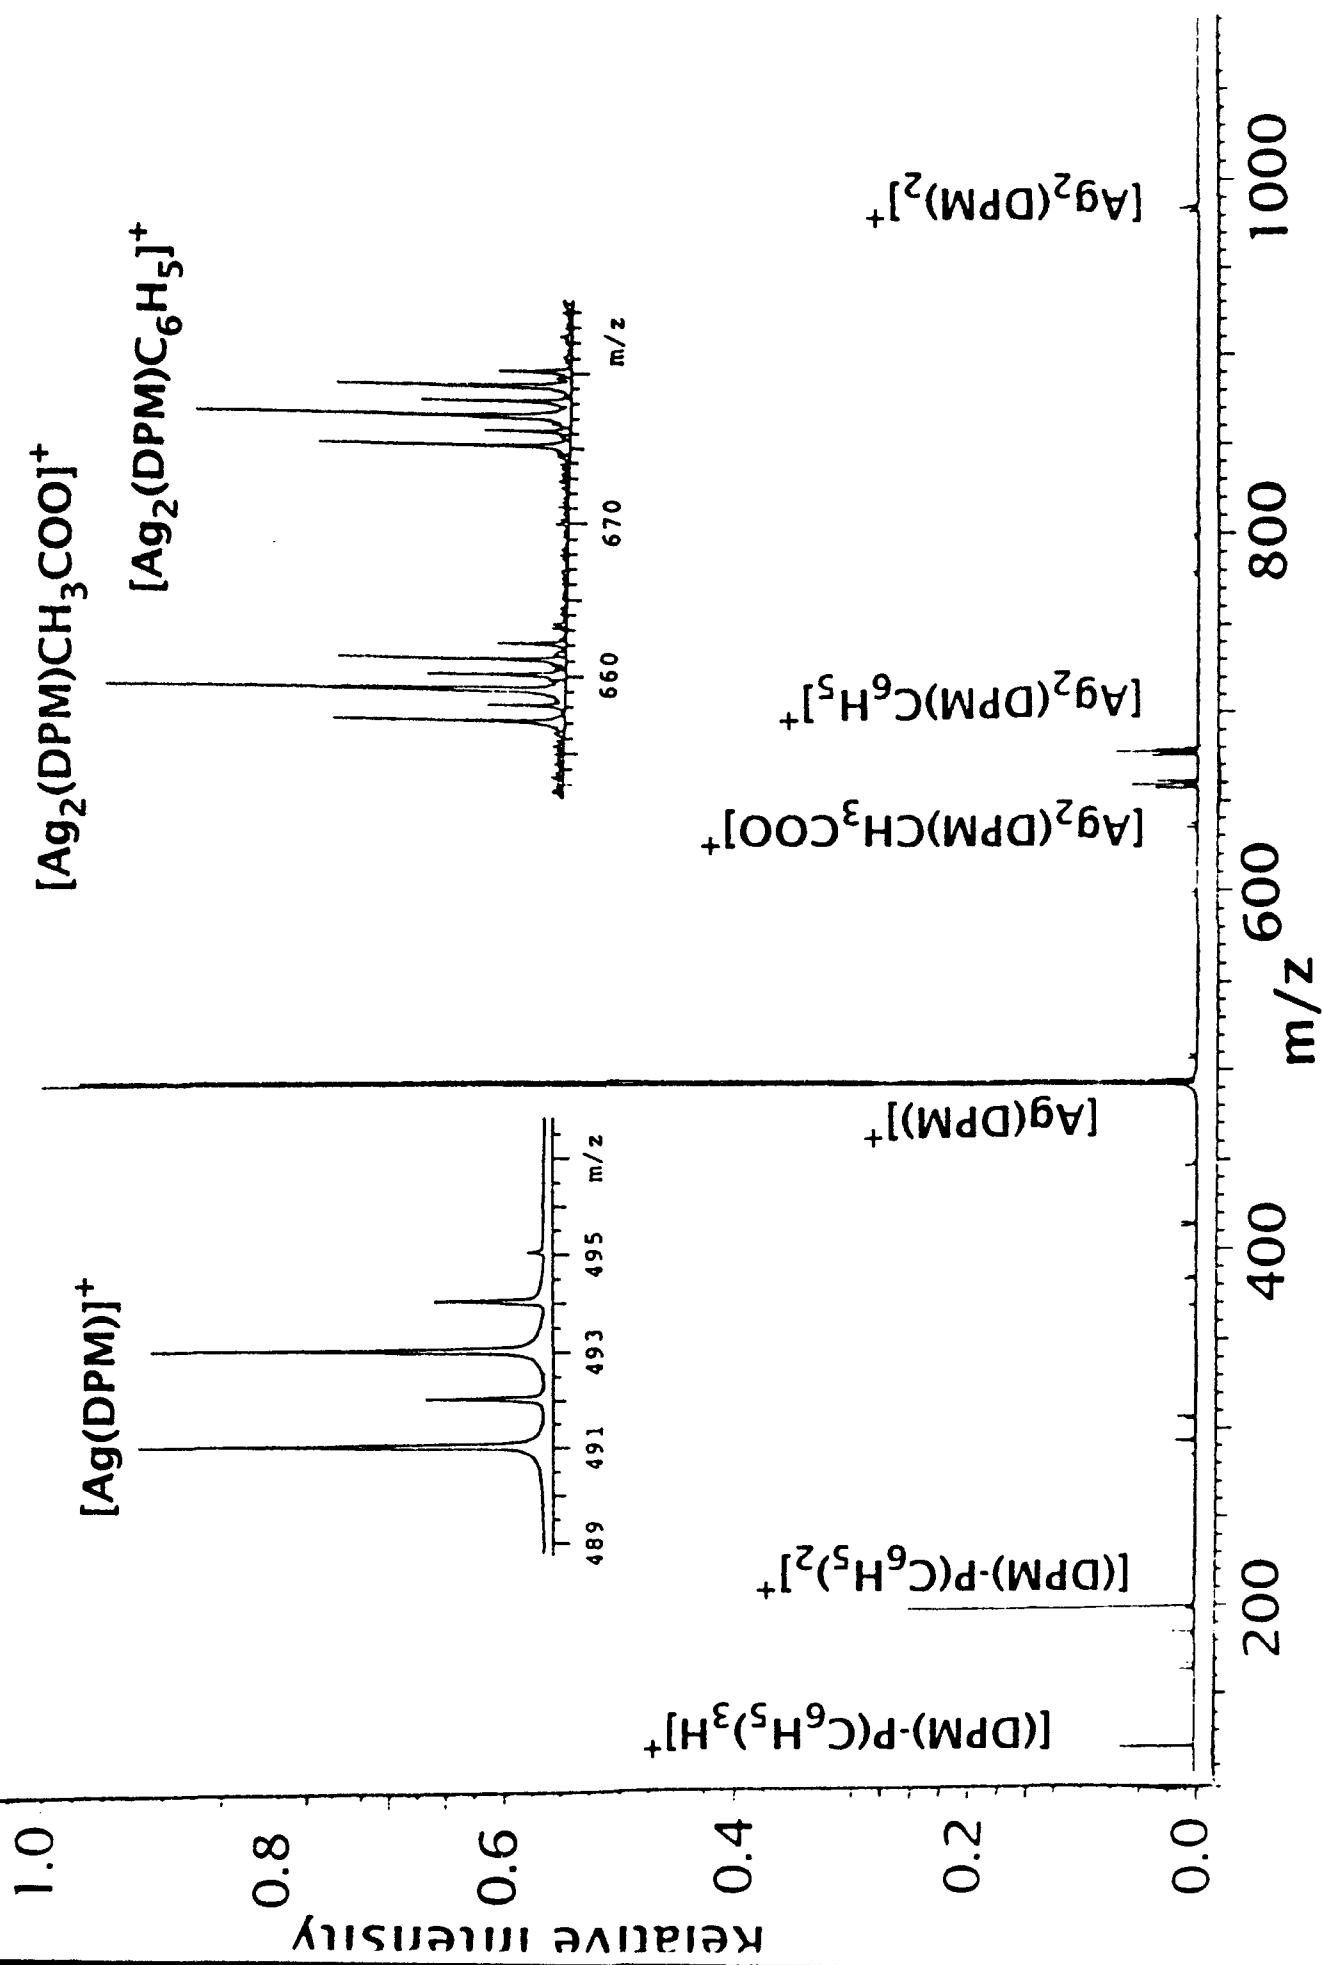 [Ag2(DPM)CH3COO]+
[Ag2(DPM)C6H5]+
[Ag(DPM)]+
660
670
m/z
489
491
493
495
m/z
[(DPM)-P(C6H5)3H]+
[(DPM)-P(C6H5)2]+
[Ag(DPM)]+
[Ag2(DPM)CH3COO]+
[Ag2(DPM)C6H5]+
[Ag2(DPM)2]+
Relative intensity
1.0
0.8
0.6
0.4
0.2
0.0
200
400
600
800
1000
m/z